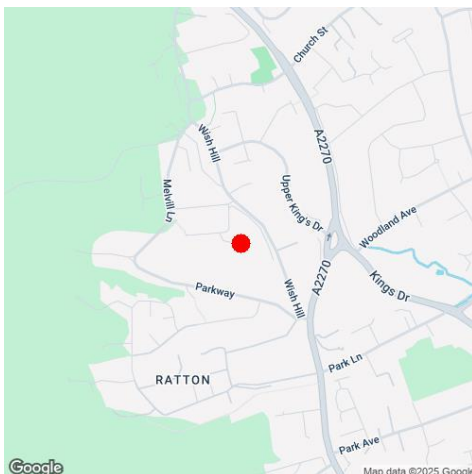 Church St
A2270
Wish Hill
Melvill Ln
Upper King's Dr
Woodland Ave
Kings Dr
A2270
Wish Hill
Parkway
Park Ln
RATTON
Park Ave
Google
Map data ©2025 Google